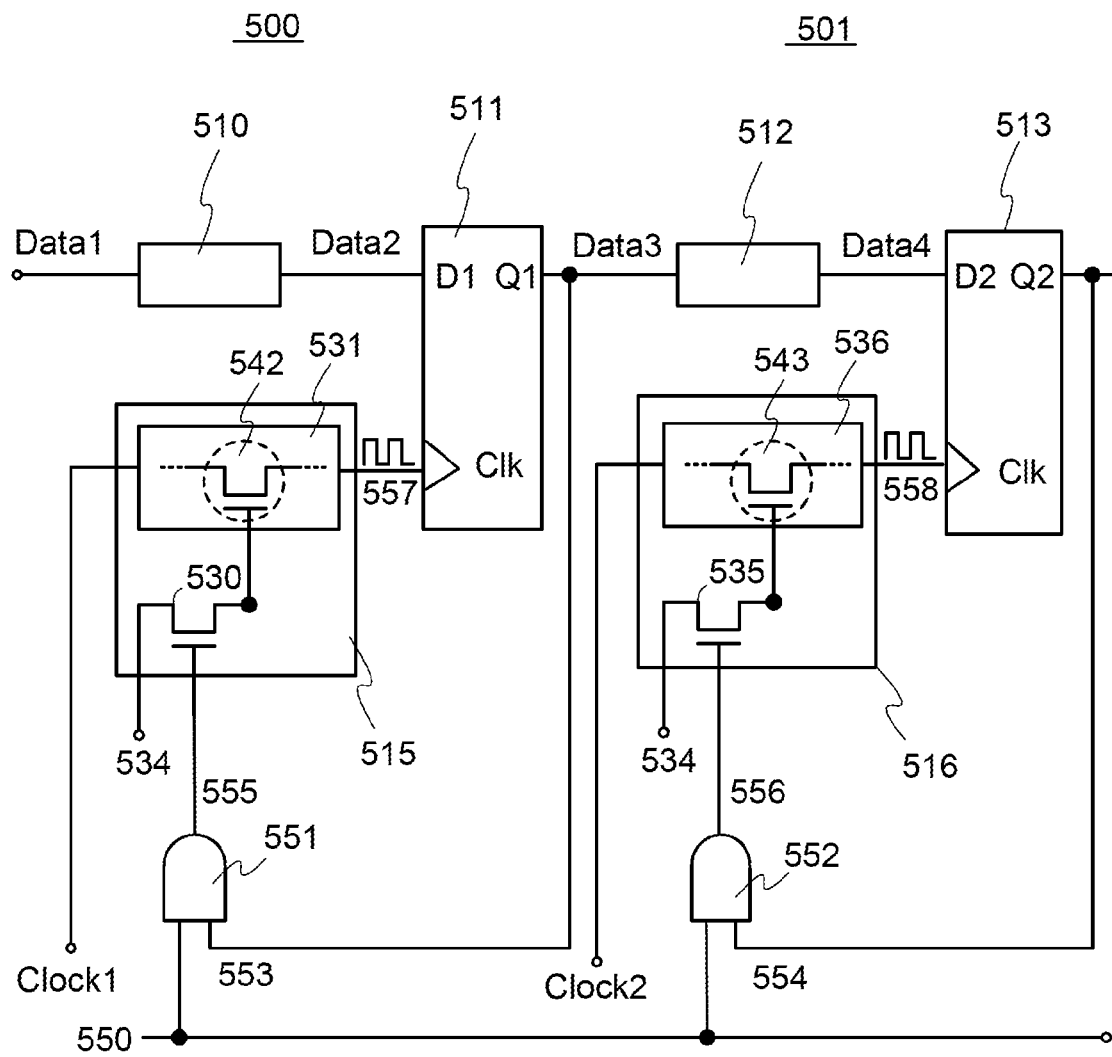 500 501
510 511 512 513
Data1 Data2 Data3 Data4
D1 Q1 D2 Q2
542 531 543 536
Clk Clk
557 558
530 535
534 515 534 516
555 556
551 552
Clock1 553 Clock2 554
550